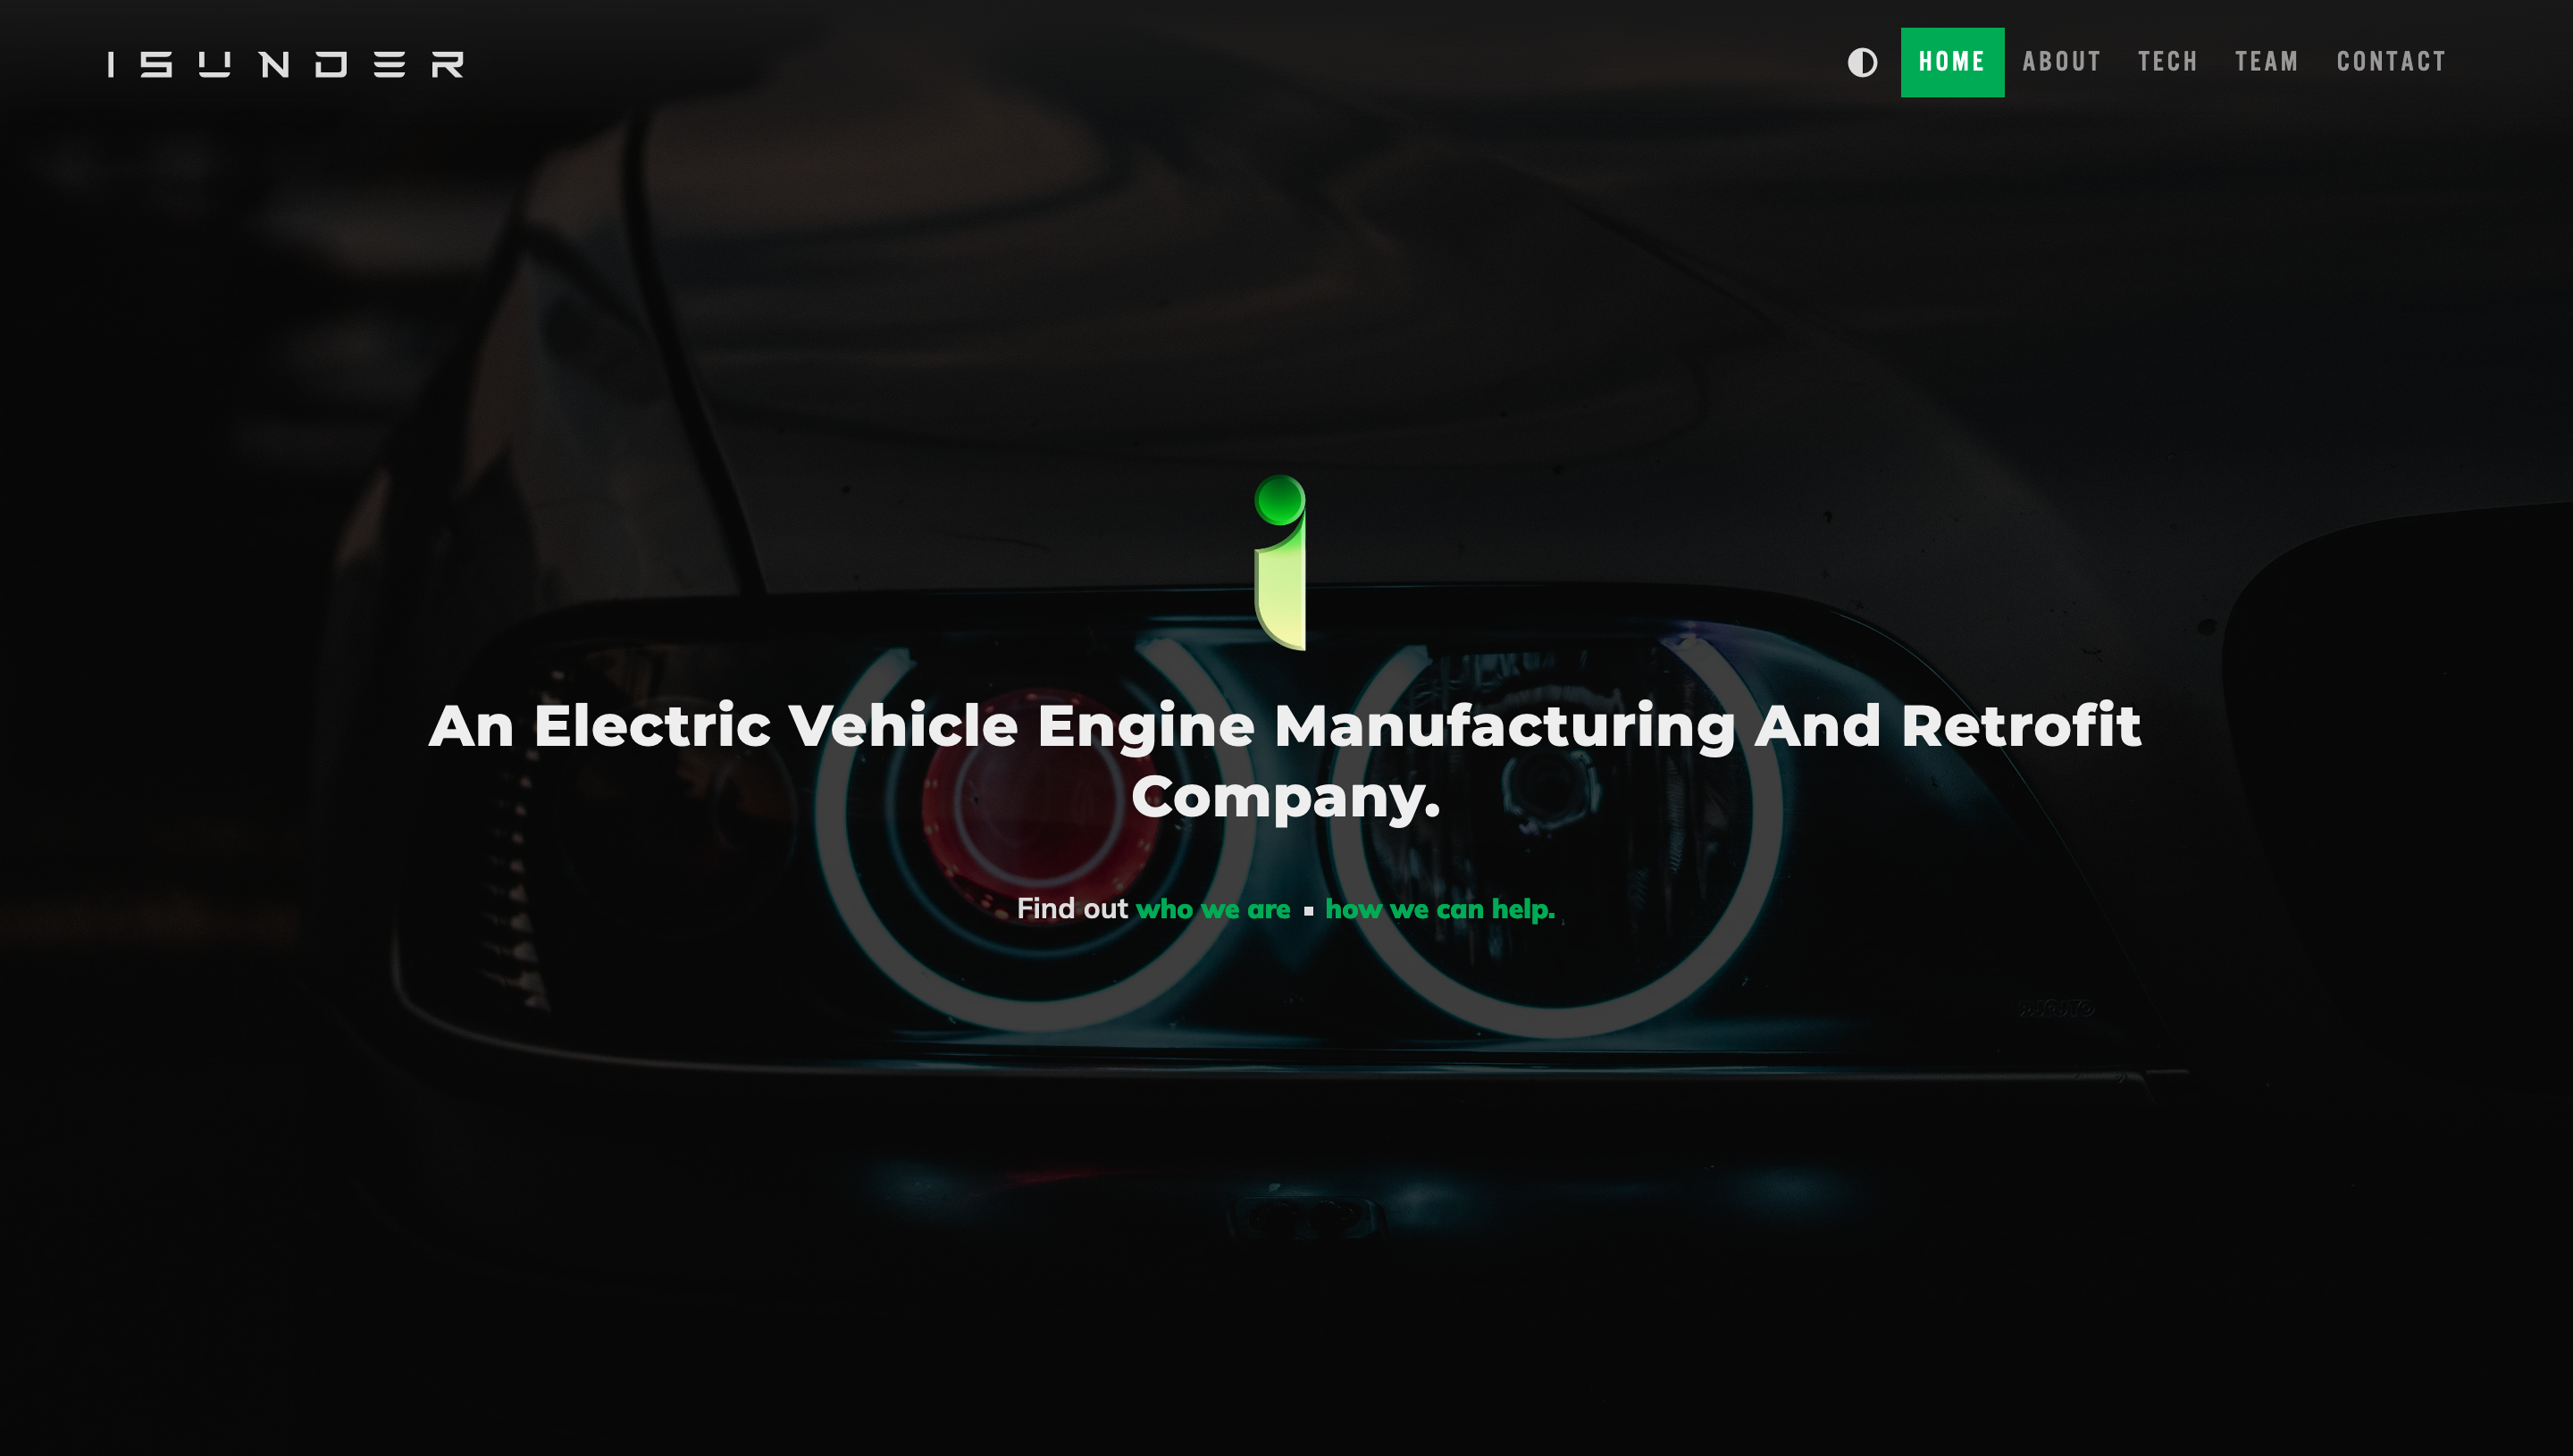 ISUNDER
HOME ABOUT TECH TEAM CONTACT
An Electric Vehicle Engine Manufacturing And Retrofit
Company.
Find out who we are ▪ how we can help.